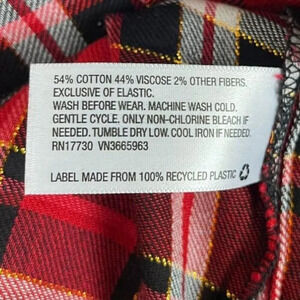 54% COTTON 44% VISCOSE 2% OTHER FIBERS.
EXCLUSIVE OF ELASTIC.
WASH BEFORE WEAR. MACHINE WASH COLD.
GENTLE CYCLE. ONLY NON-CHLORINE BLEACH IF
NEEDED. TUMBLE DRY LOW. COOL IRON IF NEEDED.
RN17730 VN3665963
LABEL MADE FROM 100% RECYCLED PLASTIC